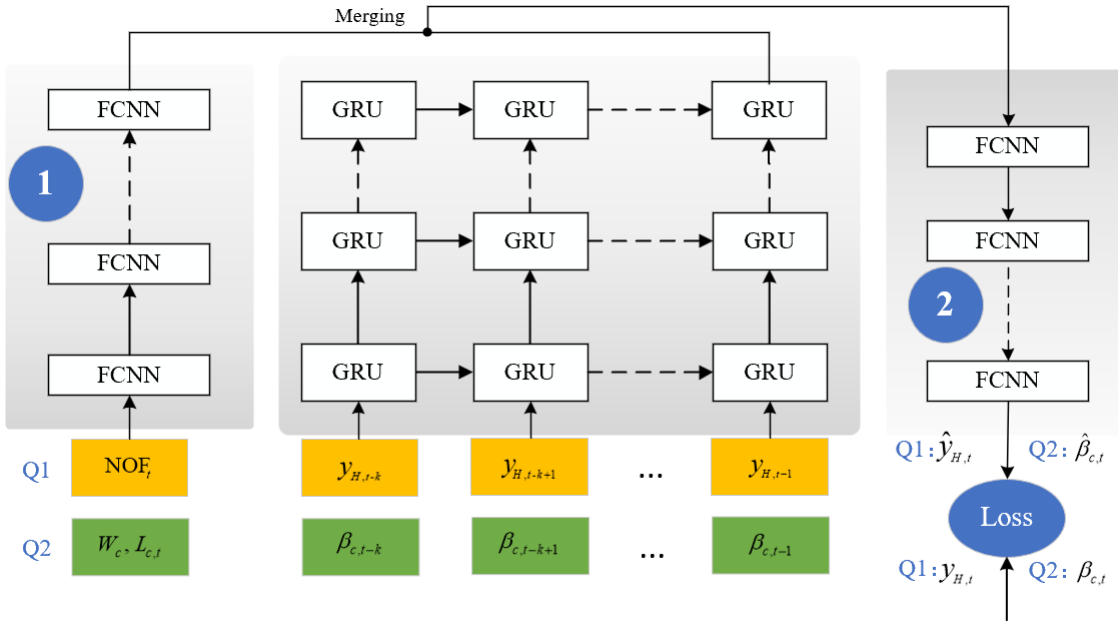 Merging
FCNN
GRU
GRU
GRU
FCNN
1
FCNN
GRU
GRU
GRU
FCNN
FCNN
2
FCNN
GRU
GRU
GRU
FCNN
Q1
NOF_t
y_{H,t-k}
y_{H,t-k+1}
...
y_{H,t-1}
Q1: ŷ_{H,t}
Q2: β̂_{c,t}
Q2
W_c, L_{c,t}
β_{c,t-k}
β_{c,t-k+1}
...
β_{c,t-1}
Loss
Q1: y_{H,t}
Q2: β_{c,t}